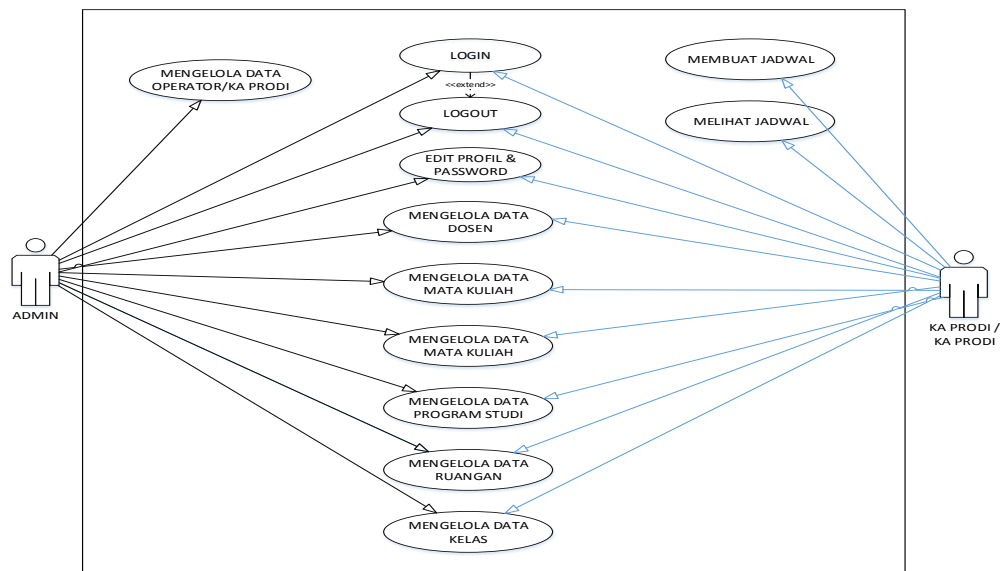 LOGIN
<<extend>>
LOGOUT
MENGELOLA DATA
OPERATOR/KA PRODI
MEMBUAT JADWAL
MELIHAT JADWAL
EDIT PROFIL &
PASSWORD
MENGELOLA DATA
DOSEN
MENGELOLA DATA
MATA KULIAH
MENGELOLA DATA
MATA KULIAH
MENGELOLA DATA
PROGRAM STUDI
MENGELOLA DATA
RUANGAN
MENGELOLA DATA
KELAS
ADMIN
KA PRODI /
KA PRODI